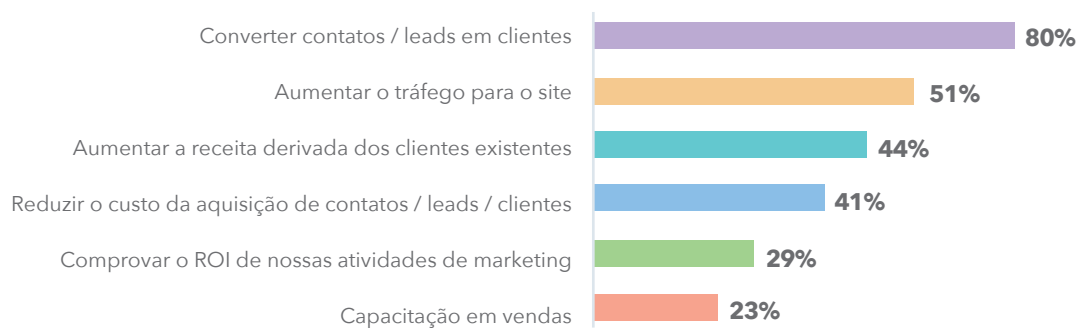 Converter contatos / leads em clientes 80%
Aumentar o tráfego para o site 51%
Aumentar a receita derivada dos clientes existentes 44%
Reduzir o custo da aquisição de contatos / leads / clientes 41%
Comprovar o ROI de nossas atividades de marketing 29%
Capacitação em vendas 23%